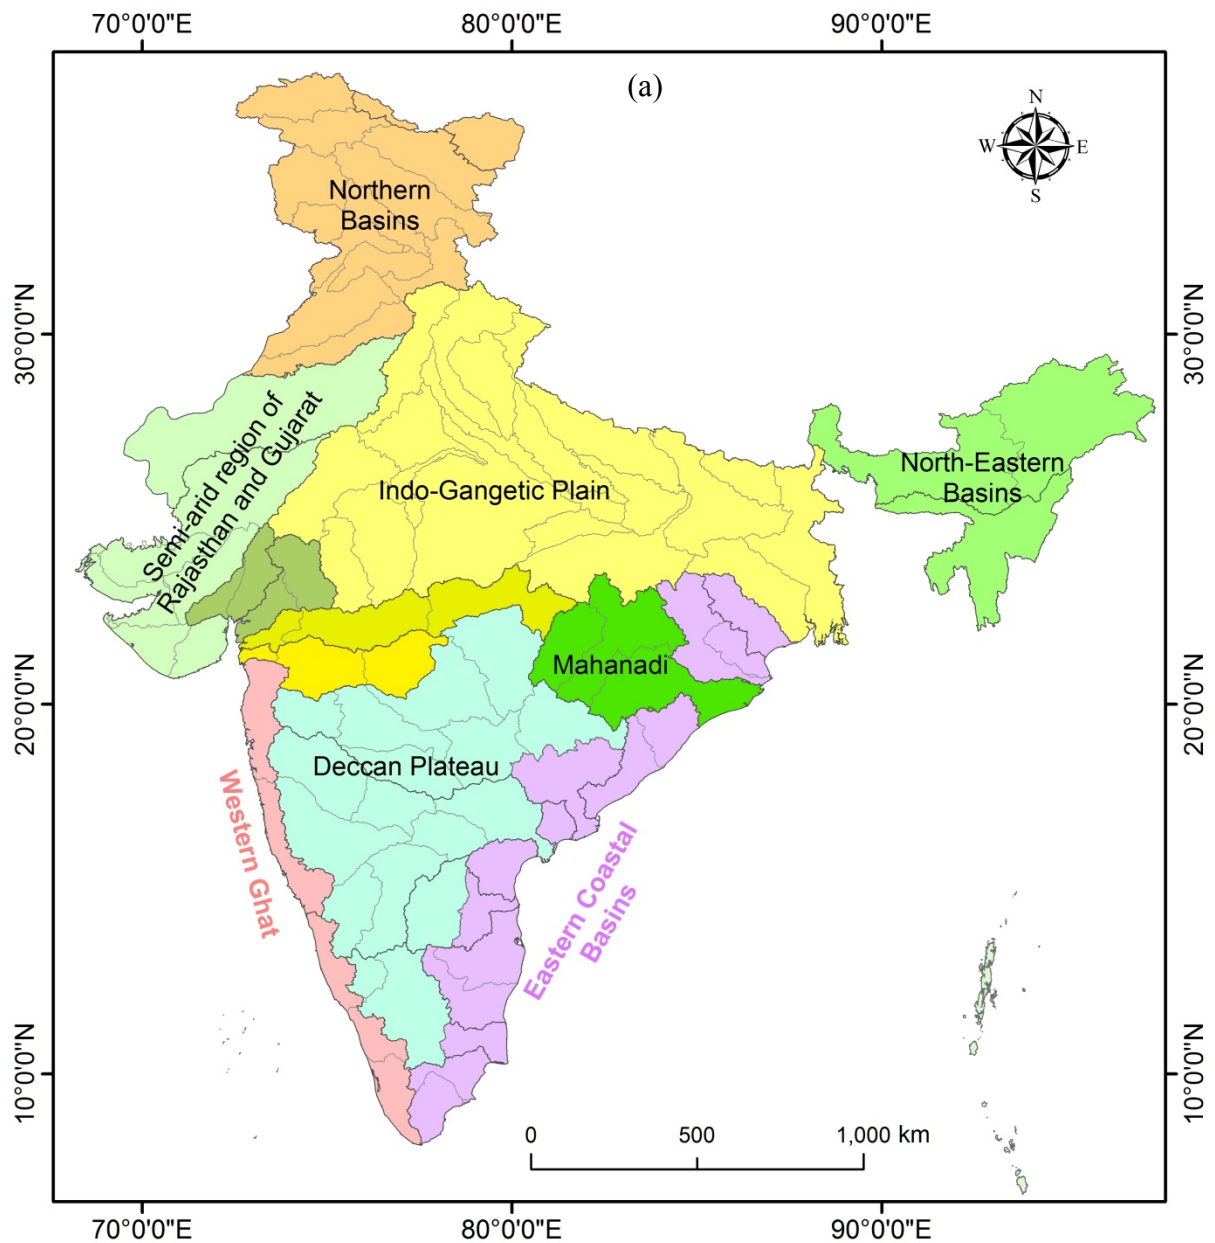 70°0'0"E
80°0'0"E
90°0'0"E
(a)
N
W
E
S
Northern
Basins
30°0'0"N
30°0'0"N
Semi-arid region of
Rajasthan and Gujarat
Indo-Gangetic Plain
North-Eastern
Basins
Mahanadi
20°0'0"N
20°0'0"N
Deccan Plateau
Western Ghat
Eastern Coastal
Basins
10°0'0"N
10°0'0"N
0
500
1,000 km
70°0'0"E
80°0'0"E
90°0'0"E